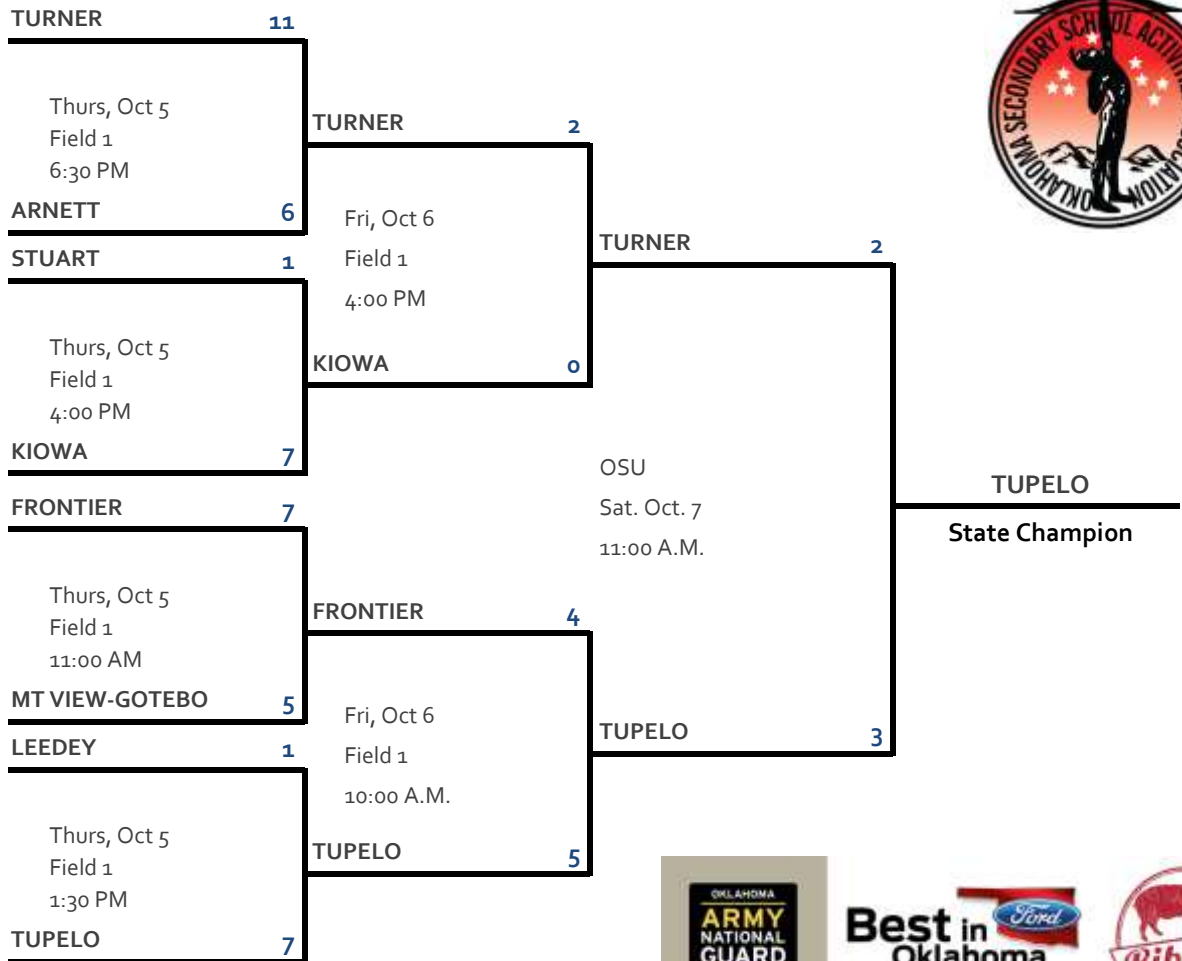 TURNER 11
Thurs, Oct 5
Field 1
6:30 PM
ARNETT 6
STUART 1
Thurs, Oct 5
Field 1
4:00 PM
KIOWA 7
FRONTIER 7
Thurs, Oct 5
Field 1
11:00 AM
MT VIEW-GOTEBO 5
LEEDEY 1
Thurs, Oct 5
Field 1
1:30 PM
TUPELO 7
TURNER 2
Fri, Oct 6
Field 1
4:00 PM
KIOWA 0
FRONTIER 4
Fri, Oct 6
Field 1
10:00 A.M.
TUPELO 5
TURNER 2
OSU
Sat. Oct. 7
11:00 A.M.
TUPELO 3
TUPELO
State Champion
OKLAHOMA SECONDARY SCHOOL
OKLAHOMA
ARMY
NATIONAL
GUARD
Best in
Oklahoma
Ford